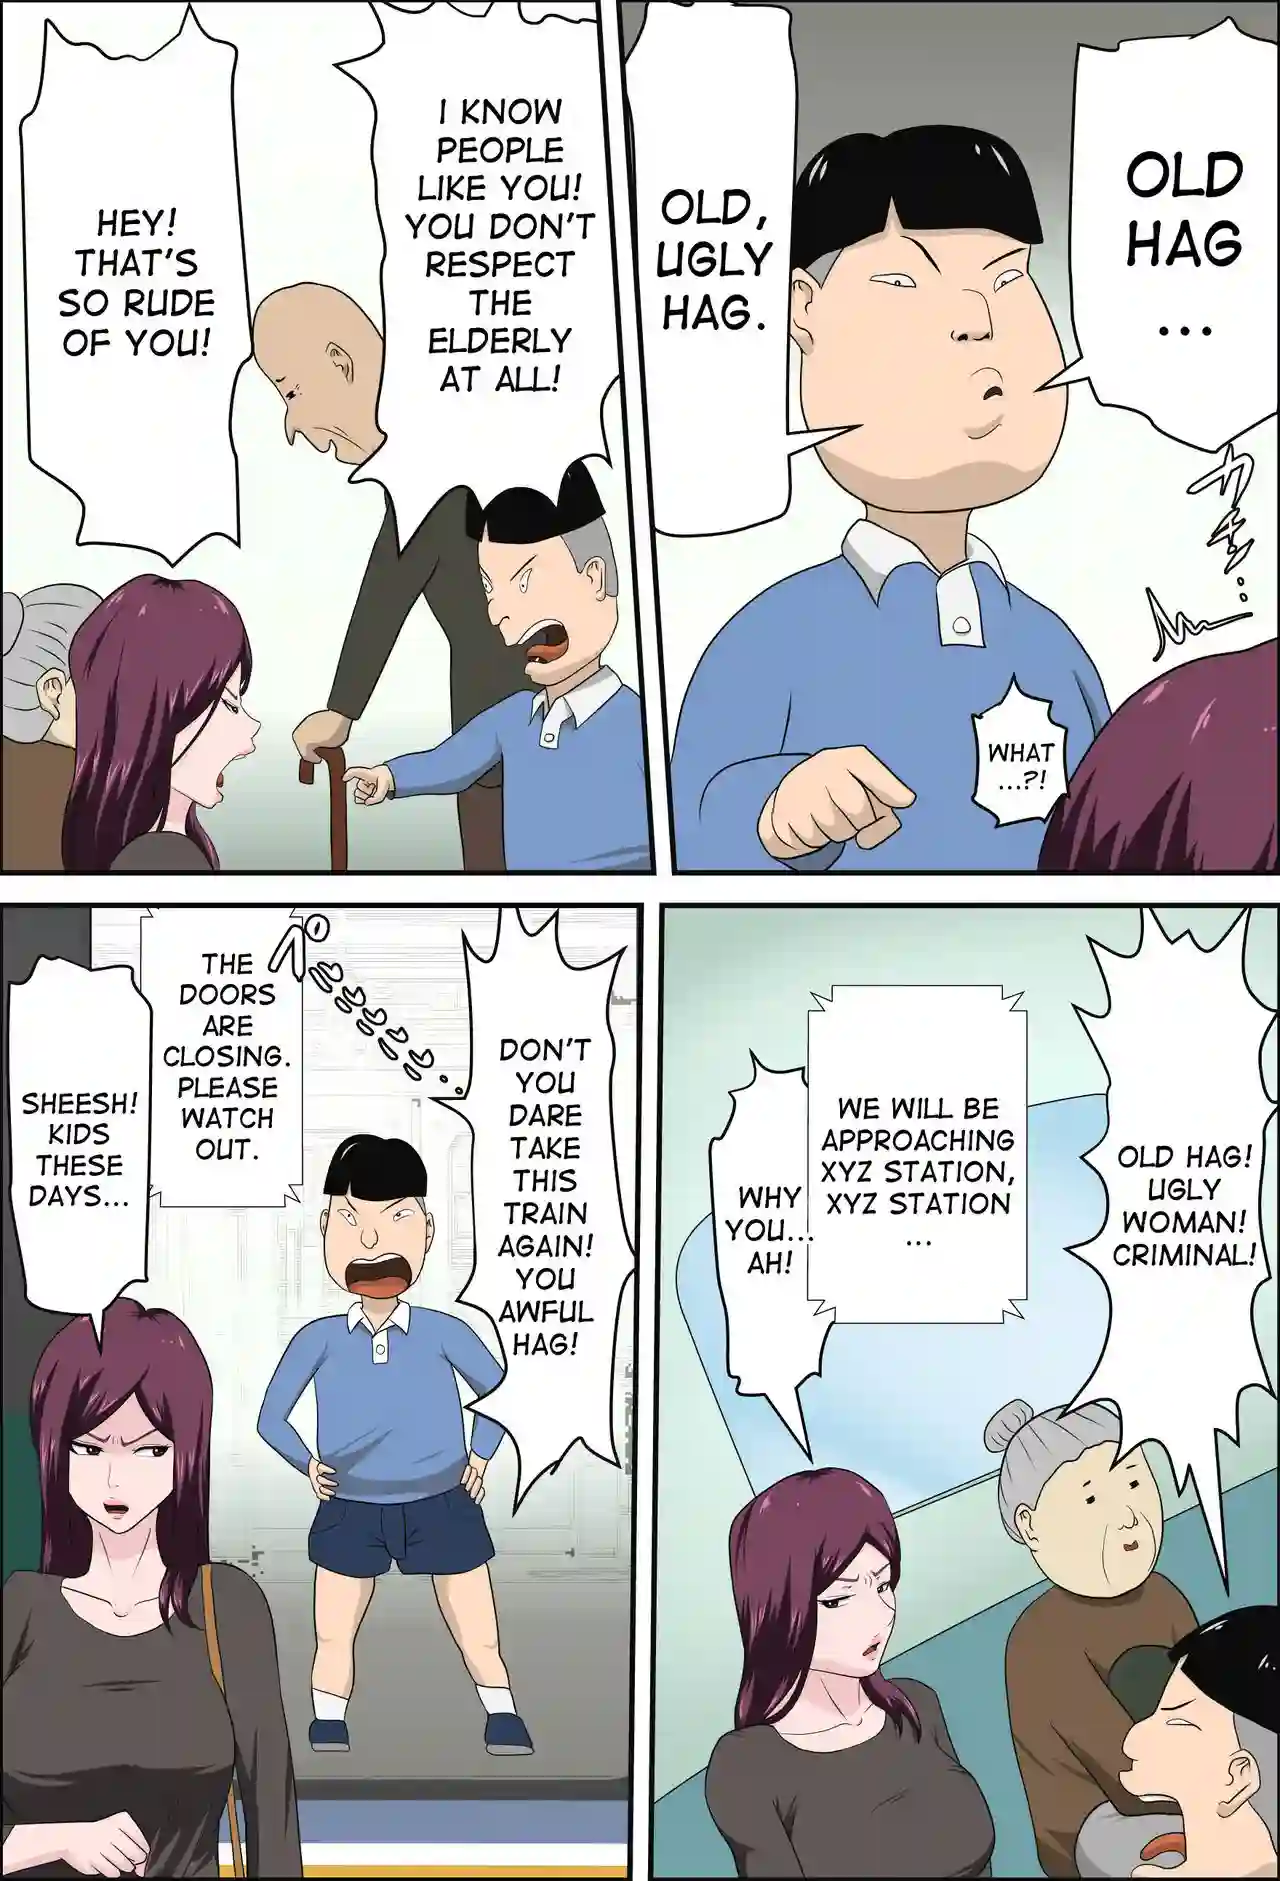 OLD
HAG
...
OLD,
UGLY
HAG.
カチン...
WHAT
...?!
I KNOW
PEOPLE
LIKE YOU!
YOU DON'T
RESPECT
THE
ELDERLY
AT ALL!
HEY!
THAT'S
SO RUDE
OF YOU!
OLD HAG!
UGLY
WOMAN!
CRIMINAL!
WE WILL BE
APPROACHING
XYZ STATION,
XYZ STATION
...
WHY
YOU...
AH!
DON'T
YOU
DARE
TAKE
THIS
TRAIN
AGAIN!
YOU
AWFUL
HAG!
THE
DOORS
ARE
CLOSING.
PLEASE
WATCH
OUT.
SHEESH!
KIDS
THESE
DAYS...